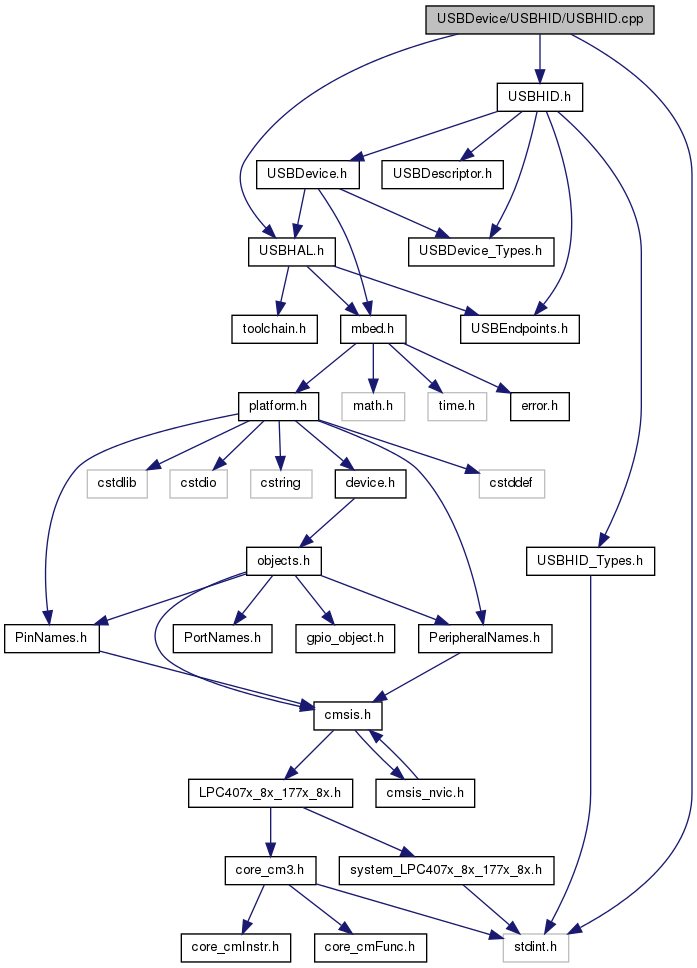 USBDevice/USBHID/USBHID.cpp
USBHID.h
USBDevice.h
USBDescriptor.h
USBHAL.h
USBDevice_Types.h
toolchain.h
mbed.h
USBEndpoints.h
platform.h
math.h
time.h
error.h
cstdlib
cstdio
cstring
device.h
cstddef
objects.h
USBHID_Types.h
PinNames.h
PortNames.h
gpio_object.h
PeripheralNames.h
cmsis.h
LPC407x_8x_177x_8x.h
cmsis_nvic.h
core_cm3.h
system_LPC407x_8x_177x_8x.h
core_cmInstr.h
core_cmFunc.h
stdint.h